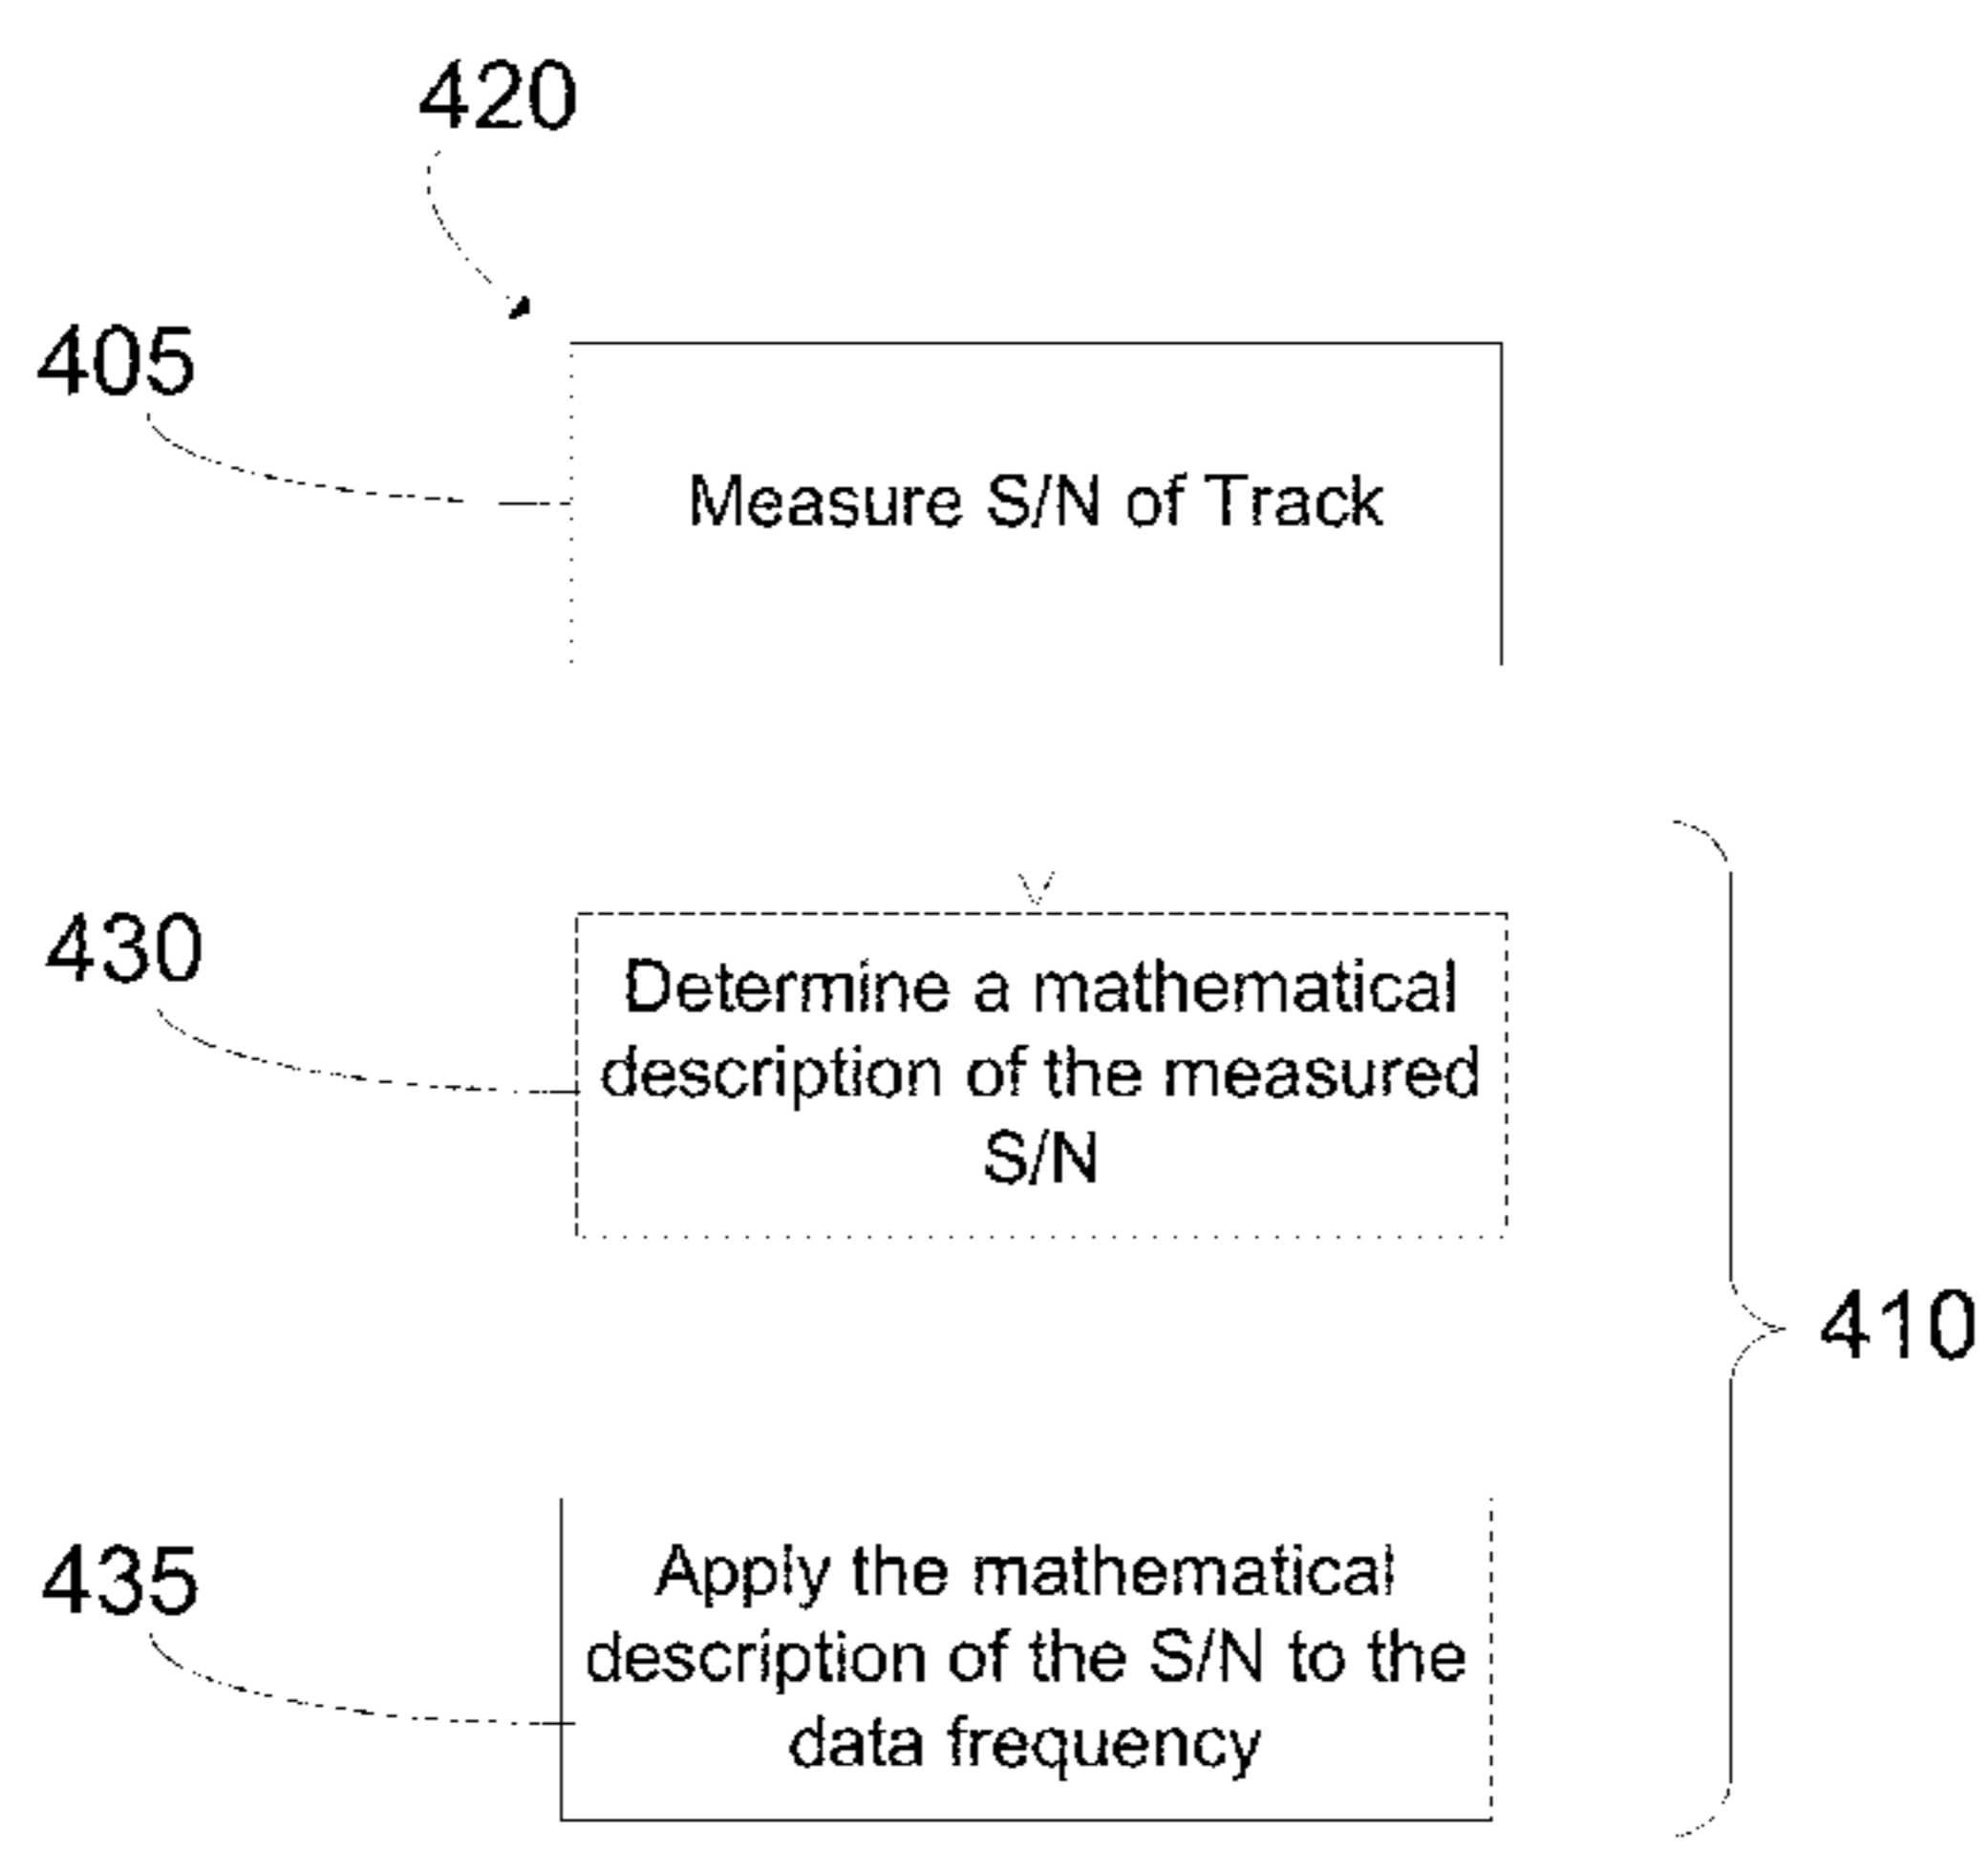 420
405
Measure S/N of Track
430
Determine a mathematical
description of the measured
S/N
410
435
Apply the mathematical
description of the S/N to the
data frequency